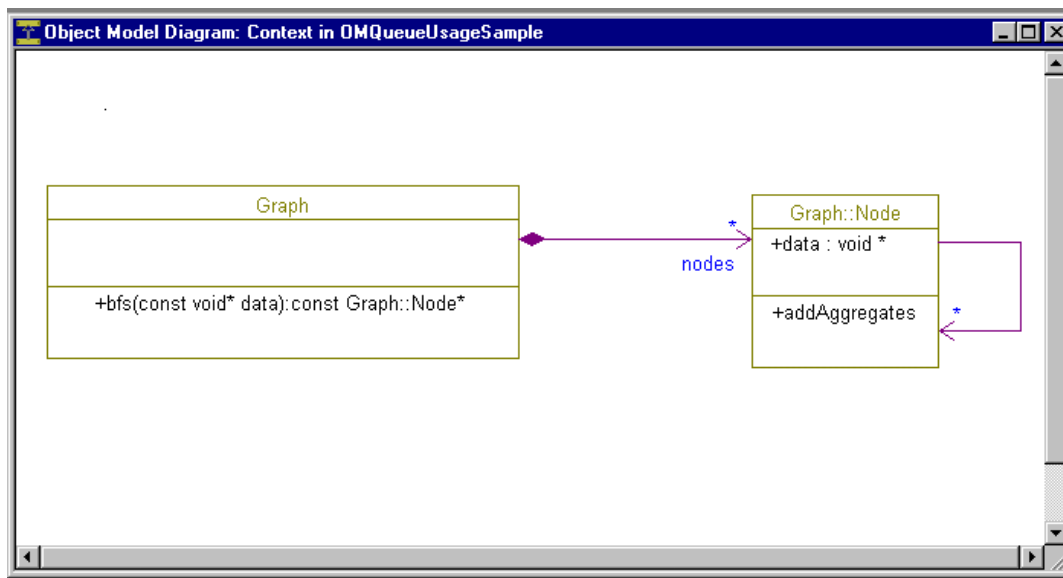 Object Model Diagram: Context in OMQueueUsageSample
Graph
+bfs(const void* data):const Graph::Node*
*
nodes
Graph::Node
+data : void *
+addAggregates
*